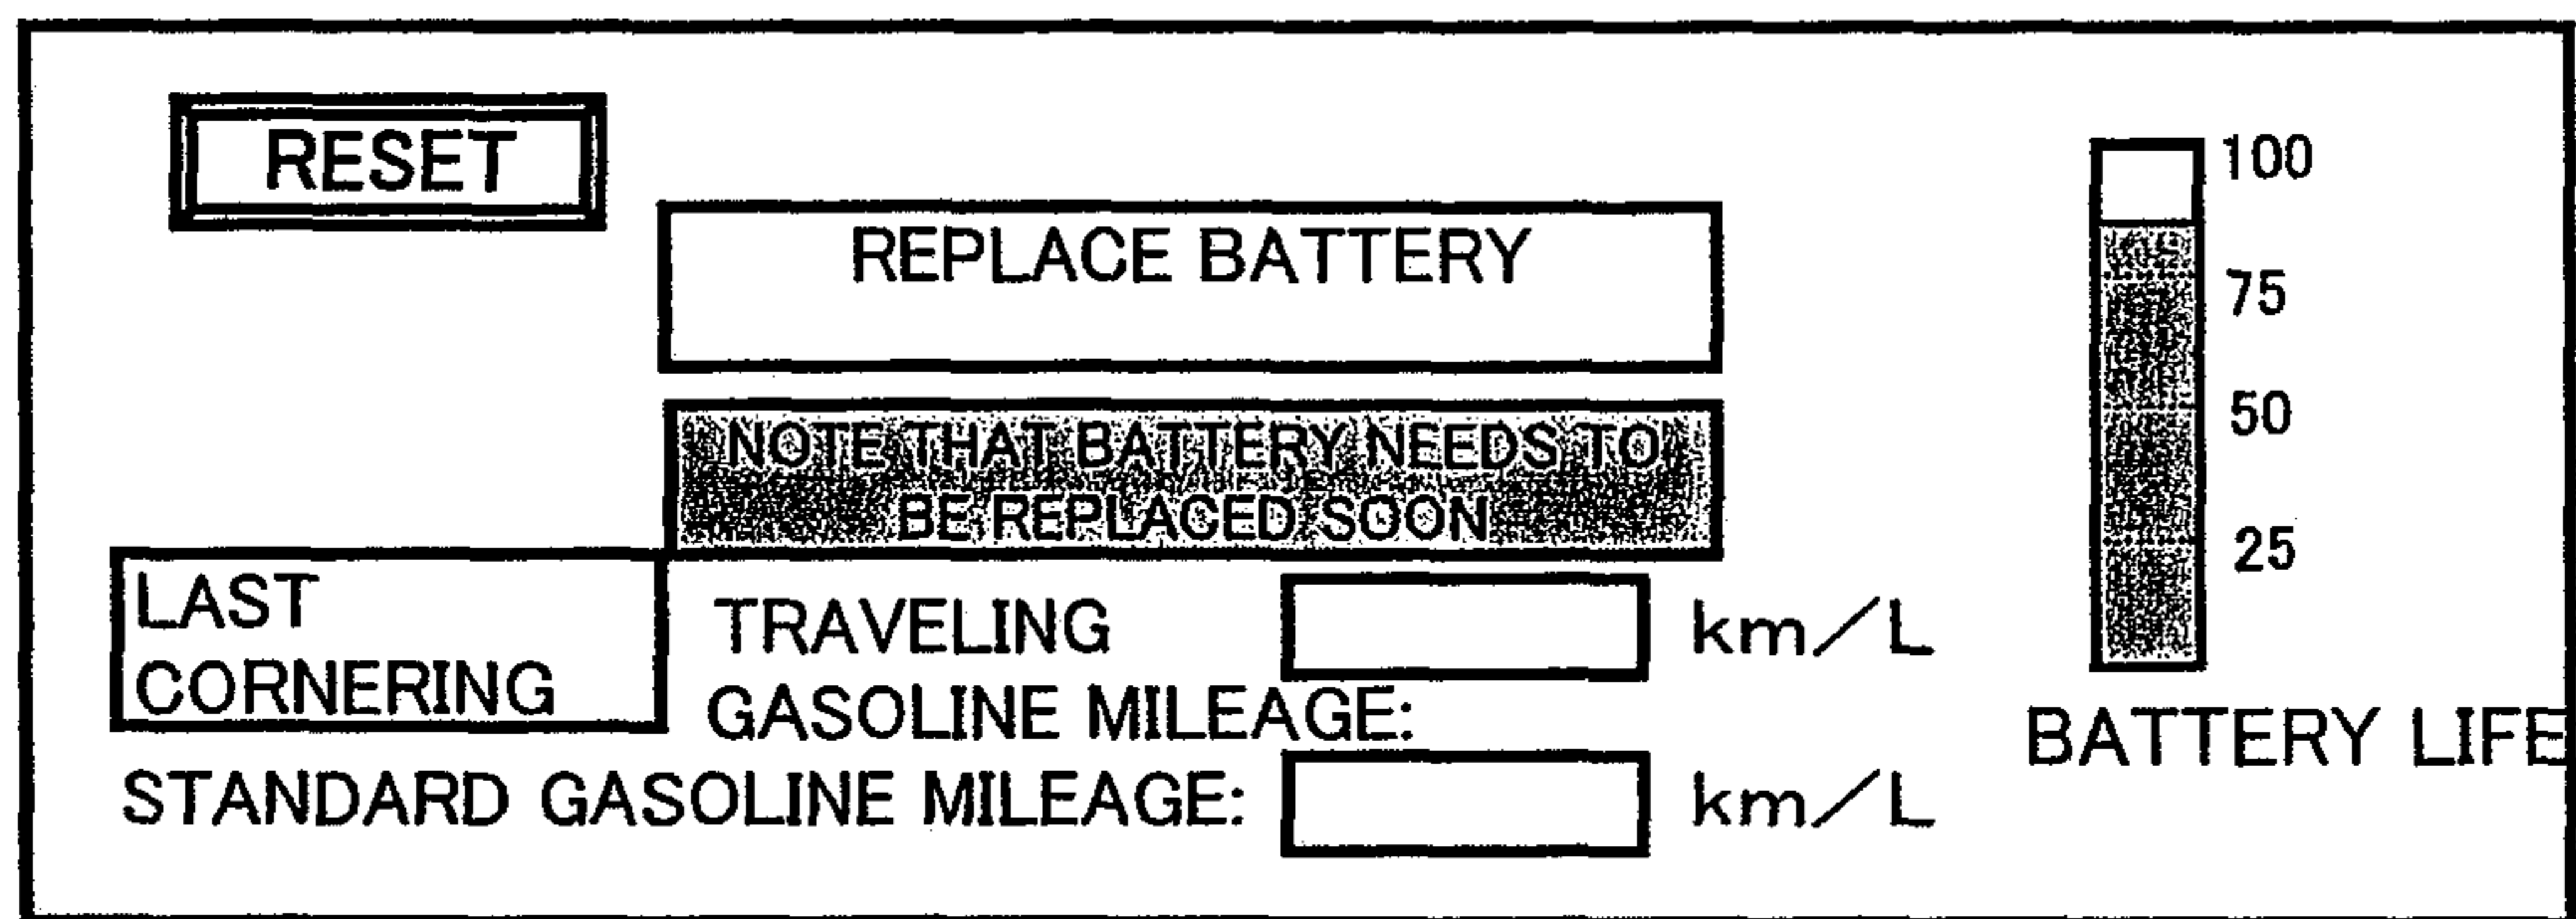 RESET
REPLACE BATTERY
NOTE THAT BATTERY NEEDS TO
BE REPLACED SOON
LAST
CORNERING
TRAVELING
GASOLINE MILEAGE:
km/L
STANDARD GASOLINE MILEAGE:
km/L
100
75
50
25
BATTERY LIFE